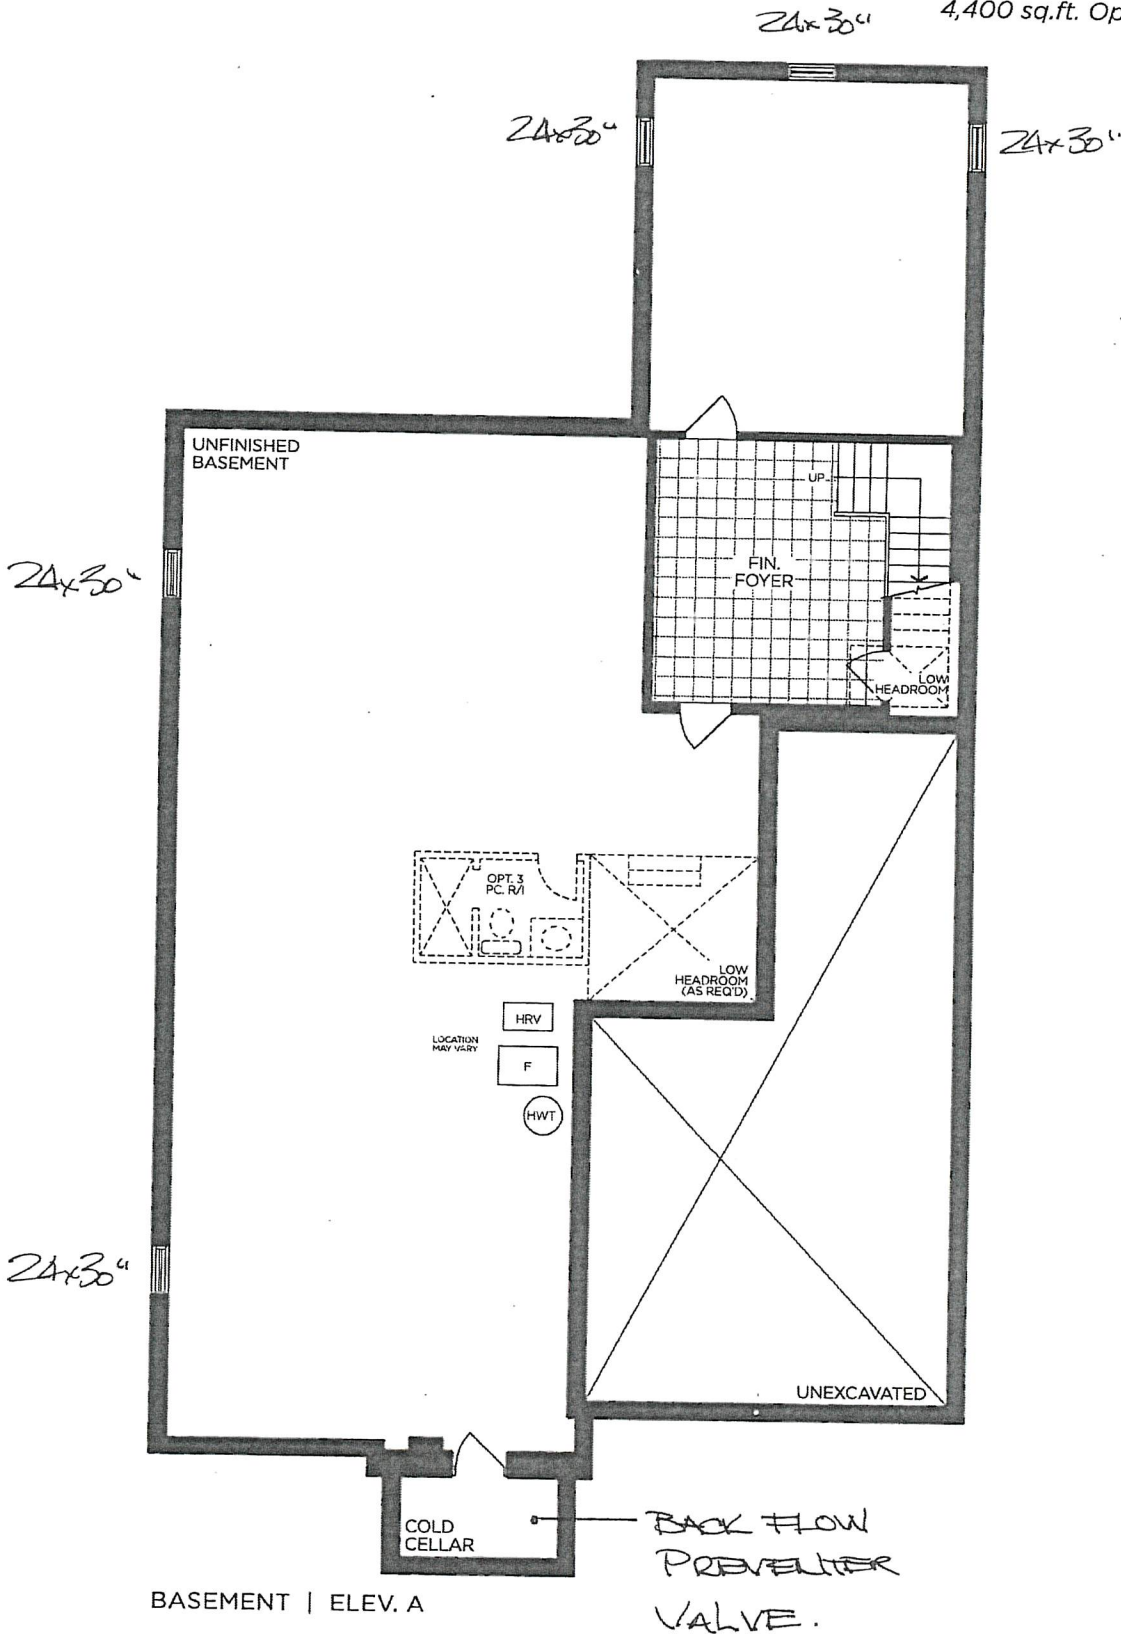 4,400 sq.ft. Op
24x30"
24x30"
24x30"
UNFINISHED
BASEMENT
UP
24x30"
FIN.
FOYER
LOW
HEADROOM
OPT. 3
PC. R/I
LOW
HEADROOM
(AS REQ'D)
HRV
LOCATION
MAY VARY
F
HWT
24x30"
UNEXCAVATED
COLD
CELLAR
BACK FLOW
PREVENTER
VALVE.
BASEMENT | ELEV. A